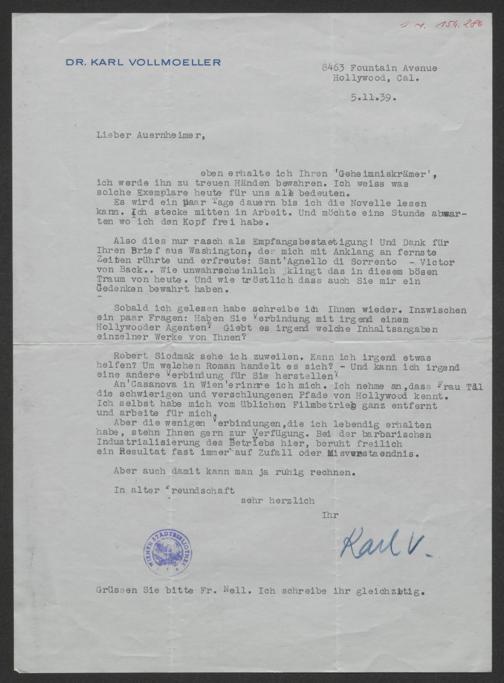 DR. KARL VOLLMOELLER
8463 Fountain Avenue
Hollywood, Cal.
5.11.39.
Lieber Auernheimer,
eben erhalte ich Ihren 'Geheimniskrämer',
ich werde ihn zu treuen Händen bewahren. Ich weiss was
solche Exemplare heute für uns alle bedeuten.
Es wird ein paar Tage dauern bis ich die Novelle lesen
kann. Ich stecke mitten in Arbeit. Und möchte eine Stunde abwar-
ten wo ich den Kopf frei habe.
Also dies nur rasch als Empfangsbestaetigung! Und Dank für
Ihren Brief aus Washington, der mich mit Anklang an fernste
Zeiten rührte und erfreute: Sant'Agnello di Sorrento - Victor
von Back.. Wie unwahrscheinlich klingt das in diesem bösen
Traum von heute. Und wie tröstlich dass auch Sie mir ein
Gedenken bewahrt haben.
Sobald ich gelesen habe schreibe ich Ihnen wieder. Inzwischen
ein paar Fragen: Haben Sie Verbindung mit irgend einem
Hollywooder Agenten? Giebt es irgend welche Inhaltsangaben
einzelner Werke von Ihnen?
Robert Siodmak sehe ich zuweilen. Kann ich irgend etwas
helfen? Um welchen Roman handelt es sich? - Und kann ich irgend
eine andere Verbindung für Sie herstellen?
An'Casanova in Wien'erinnre ich mich. Ich nehme an,dass Frau Tål
die schwierigen und verschlungenen Pfade von Hollywood kennt.
Ich selbst habe mich vom üblichen Filmbetrieb ganz entfernt
und arbeite für mich.
Aber die wenigen Verbindungen,die ich lebendig erhalten
habe, stehn Ihnen gern zur Verfügung. Bei der barbarischen
Industrialisierung des Betriebs hier, beruht freilich
ein Resultat fast immer auf Zufall oder Misverstaendnis.
Aber auch damit kann man ja ruhig rechnen.
In alter Freundschaft
sehr herzlich
Ihr
Karl V.
WIENER STADTBIBLIOTHEK
Grüssen Sie bitte Fr. Nell. Ich schreibe ihr gleichzeitig.